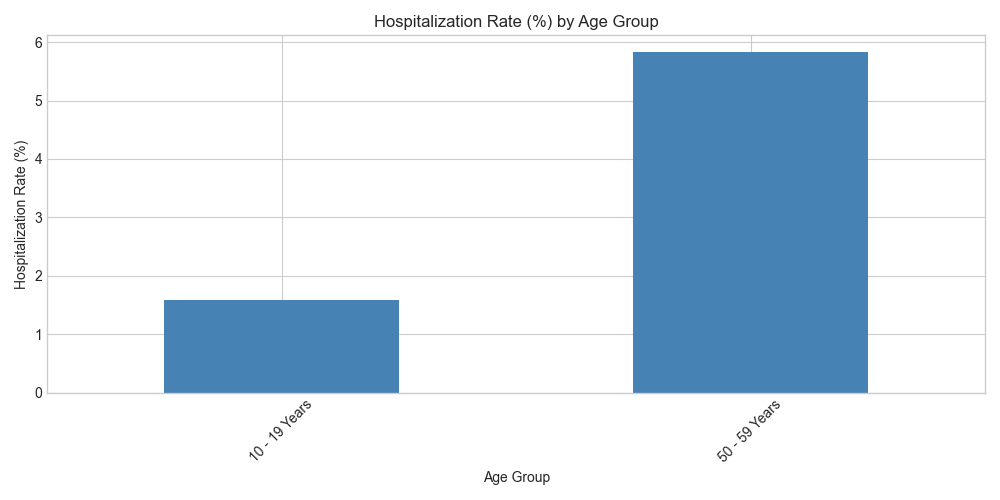 Hospitalization Rate (%) by Age Group
Hospitalization Rate (%)
6
5
4
3
2
1
0
10 - 19 Years
50 - 59 Years
Age Group